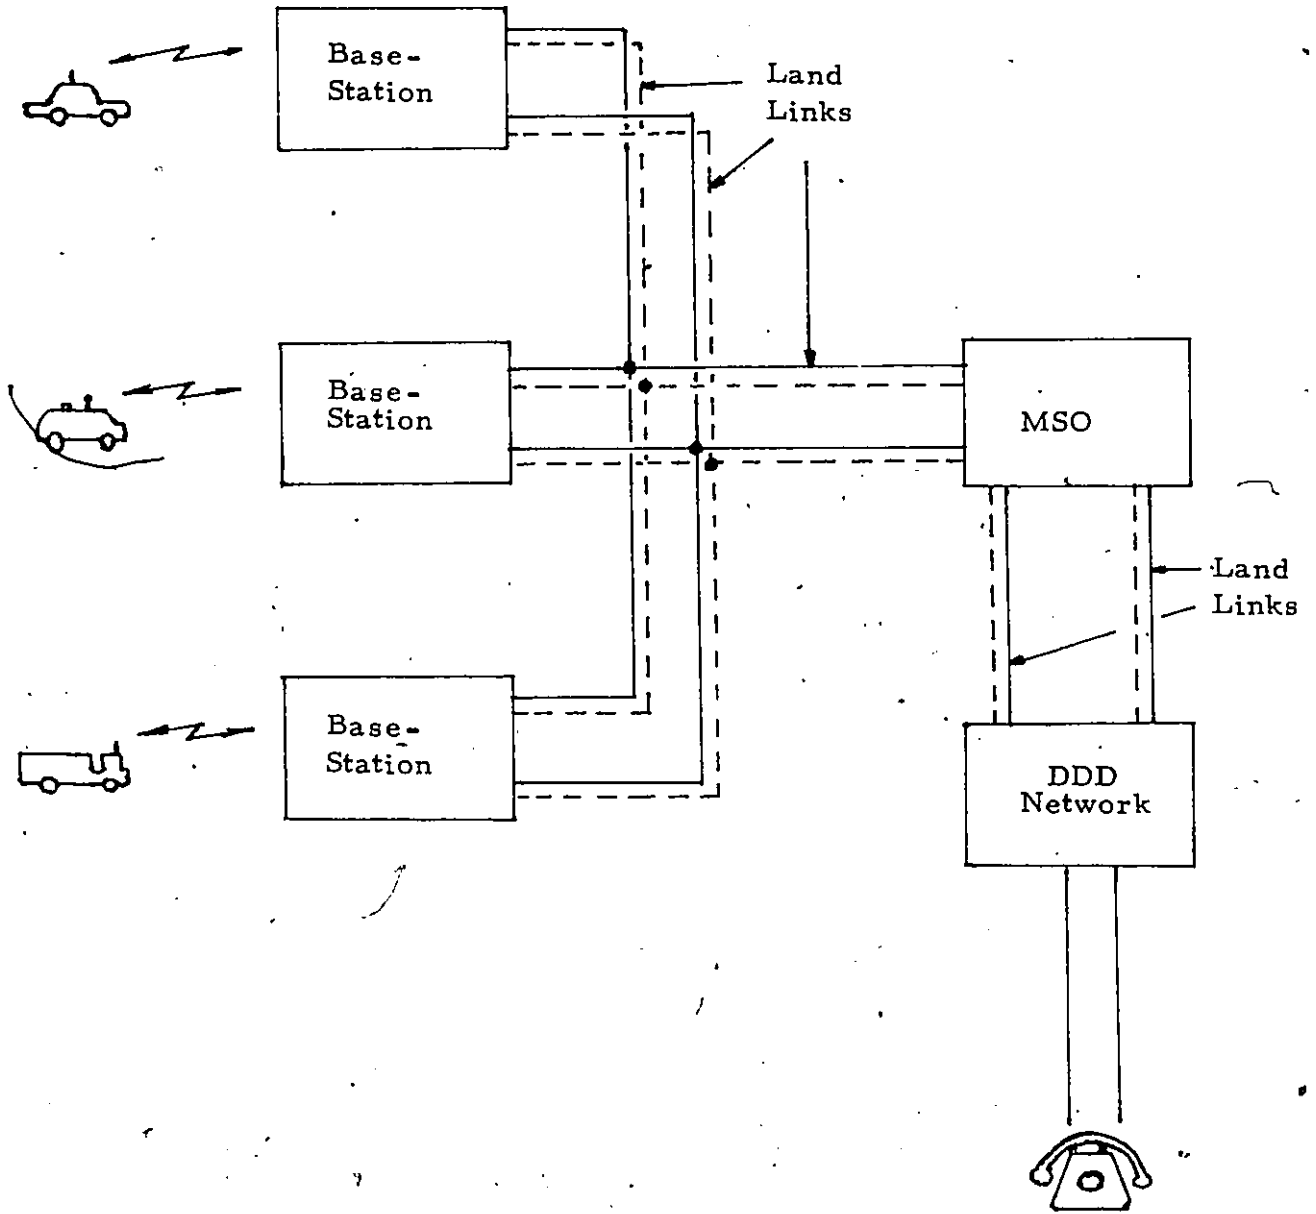 Base-
Station
Land
Links
Base-
Station
MSO
Land
Links
Base-
Station
DDD
Network